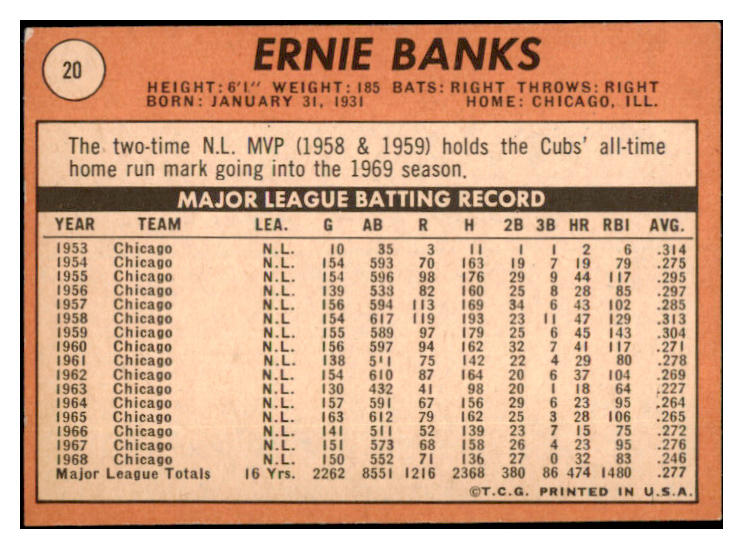 20
ERNIE BANKS
HEIGHT: 6'1" WEIGHT: 185 BATS: RIGHT THROWS: RIGHT
BORN: JANUARY 31, 1931 HOME: CHICAGO, ILL.
The two-time N.L. MVP (1958 & 1959) holds the Cubs' all-time
home run mark going into the 1969 season.
MAJOR LEAGUE BATTING RECORD
YEAR TEAM LEA. G AB R H 2B 3B HR RBI AVG.
1953 Chicago N.L. 10 35 3 11 1 1 2 6 .314
1954 Chicago N.L. 154 593 70 163 19 7 19 79 .275
1955 Chicago N.L. 154 596 98 176 29 9 44 117 .295
1956 Chicago N.L. 139 538 82 160 25 8 28 85 .297
1957 Chicago N.L. 156 594 113 169 34 6 43 102 .285
1958 Chicago N.L. 154 617 119 193 23 11 47 129 .313
1959 Chicago N.L. 155 589 97 179 25 6 45 143 .304
1960 Chicago N.L. 156 597 94 162 32 7 41 117 .271
1961 Chicago N.L. 138 511 75 142 22 4 29 80 .278
1962 Chicago N.L. 154 610 87 164 20 6 37 104 .269
1963 Chicago N.L. 130 432 41 98 20 1 18 64 .227
1964 Chicago N.L. 157 591 67 156 29 6 23 95 .264
1965 Chicago N.L. 163 612 79 162 25 3 28 106 .265
1966 Chicago N.L. 141 511 52 139 23 7 15 75 .272
1967 Chicago N.L. 151 573 68 158 26 4 23 95 .276
1968 Chicago N.L. 150 552 71 136 27 0 32 83 .246
Major League Totals 16 Yrs. 2262 8551 1216 2368 380 86 474 1480 .277
©T.C.G. PRINTED IN U.S.A.